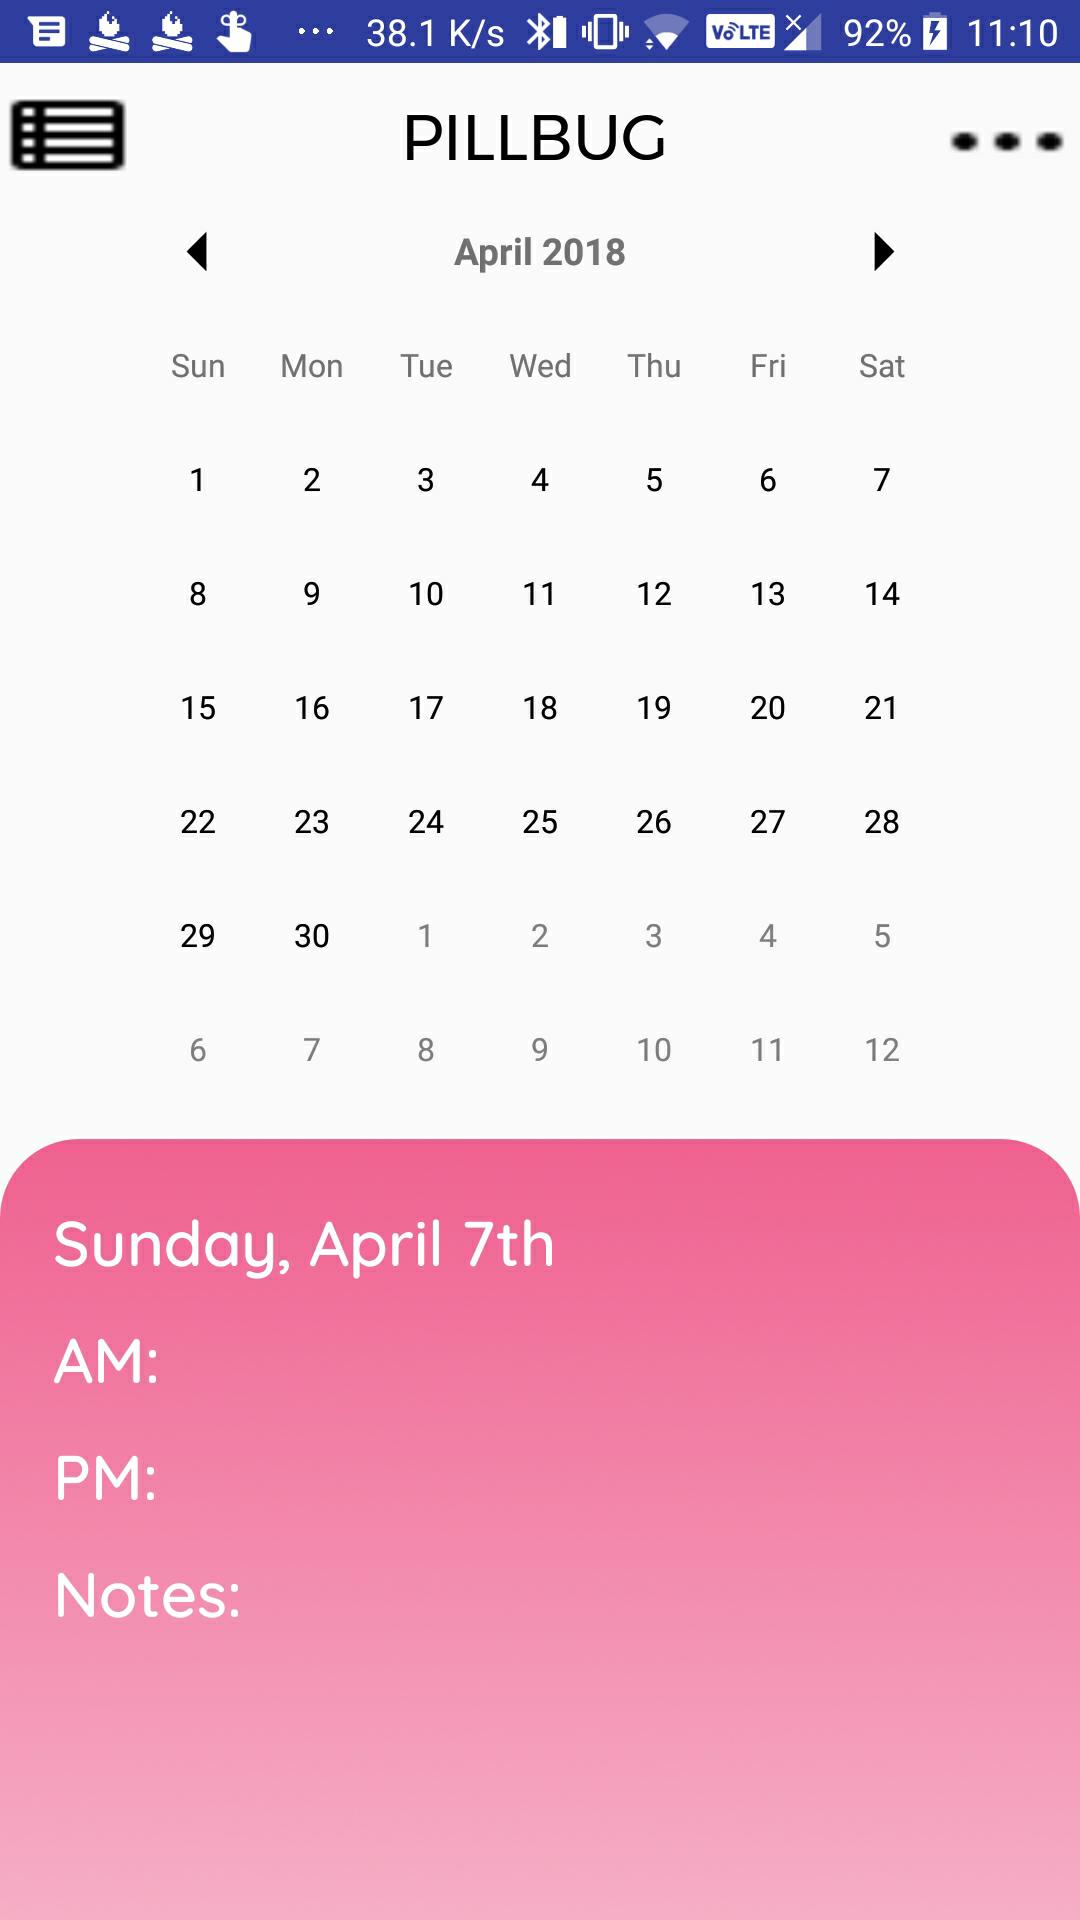 38.1 K/s VoLTE 92% 11:10
PILLBUG
April 2018
Sun Mon Tue Wed Thu Fri Sat
1 2 3 4 5 6 7
8 9 10 11 12 13 14
15 16 17 18 19 20 21
22 23 24 25 26 27 28
29 30 1 2 3 4 5
6 7 8 9 10 11 12
Sunday, April 7th
AM:
PM:
Notes: